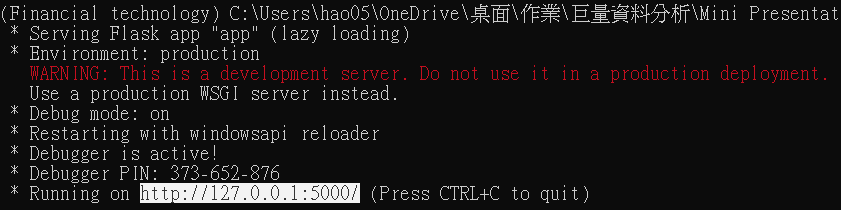 (Financial technology) C:\Users\hao05\OneDrive\桌面\作業\巨量資料分析\Mini Presentat
* Serving Flask app "app" (lazy loading)
* Environment: production
WARNING: This is a development server. Do not use it in a production deployment.
Use a production WSGI server instead.
* Debug mode: on
* Restarting with windowsapi reloader
* Debugger is active!
* Debugger PIN: 373-652-876
* Running on http://127.0.0.1:5000/ (Press CTRL+C to quit)